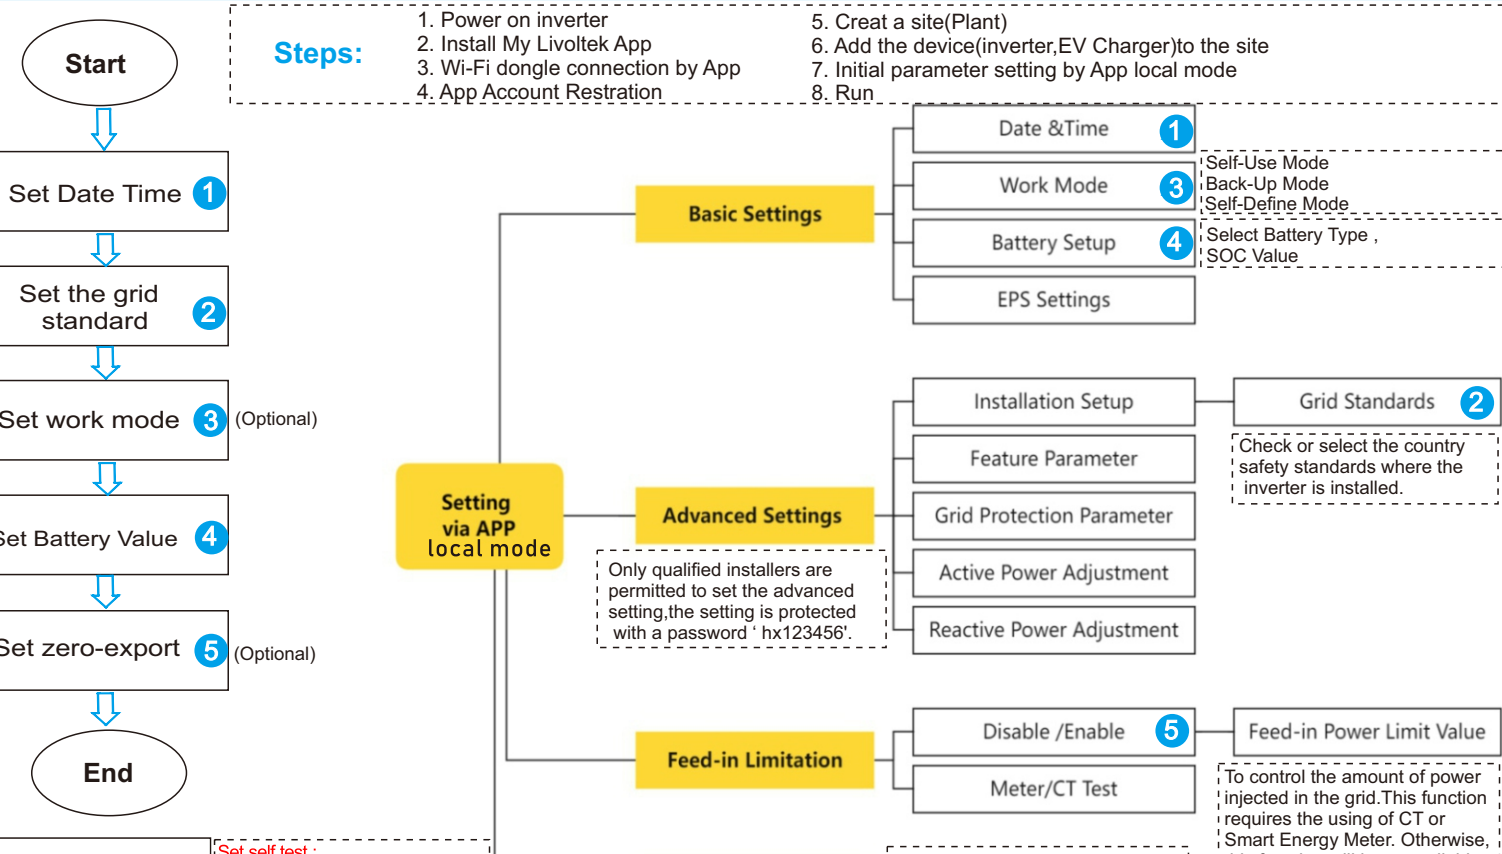 Start
Steps:
1. Power on inverter
2. Install My Livoltek App
3. Wi-Fi dongle connection by App
4. App Account Restration
5. Creat a site(Plant)
6. Add the device(inverter,EV Charger)to the site
7. Initial parameter setting by App local mode
8. Run
Set Date Time 1
Set the grid
standard 2
Set work mode 3 (Optional)
Set Battery Value 4
Set zero-export 5 (Optional)
End
Setting
via APP
local mode
Basic Settings
Date &Time 1
Work Mode 3
Self-Use Mode
Back-Up Mode
Self-Define Mode
Battery Setup 4
Select Battery Type ,
SOC Value
EPS Settings
Advanced Settings
Only qualified installers are
permitted to set the advanced
setting,the setting is protected
with a password ' hx123456'.
Installation Setup
Grid Standards 2
Check or select the country
safety standards where the
inverter is installed.
Feature Parameter
Grid Protection Parameter
Active Power Adjustment
Reactive Power Adjustment
Feed-in Limitation
Disable /Enable 5
Feed-in Power Limit Value
Meter/CT Test
To control the amount of power
injected in the grid.This function
requires the using of CT or
Smart Energy Meter. Otherwise,
Set self test :